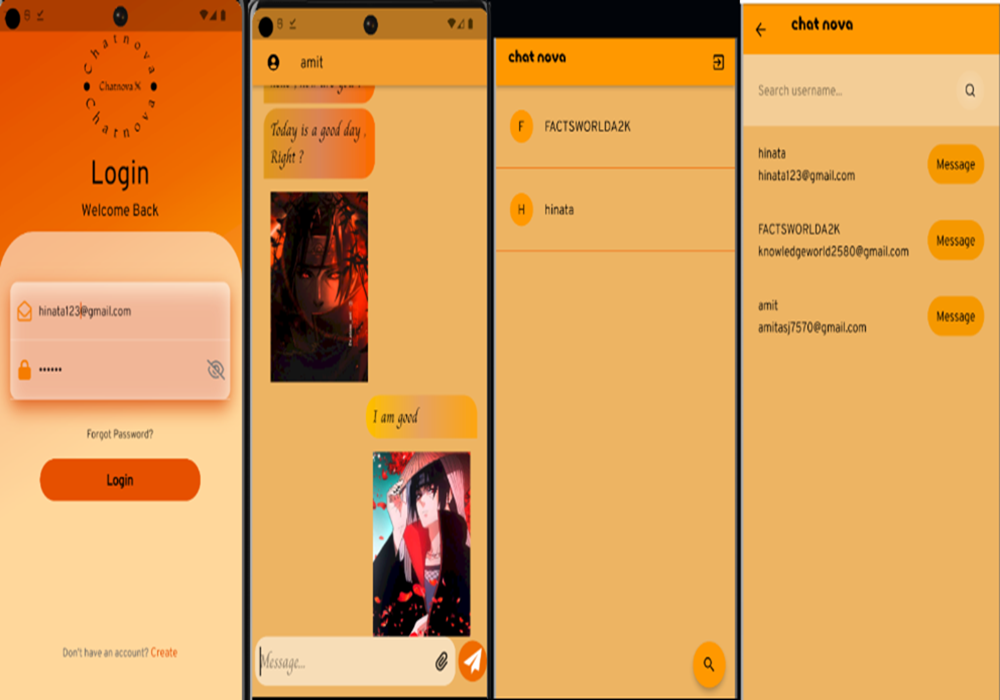 Chatnova
Chatnova X
Chatnova
Login
Welcome Back
hinata123@gmail.com
••••••
Forgot Password?
Login
Don't have an account? Create
amit
Today is a good day ,
Right ?
I am good
Message...
chat nova
F FACTSWORLDA2K
H hinata
chat nova
Search username...
hinata
hinata123@gmail.com
Message
FACTSWORLDA2K
knowledgeworld2580@gmail.com
Message
amit
amitasj7570@gmail.com
Message